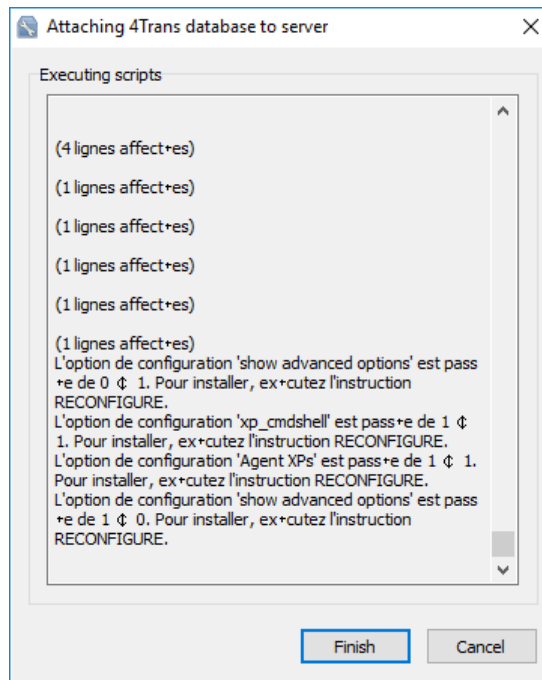 Attaching 4Trans database to server
Executing scripts
(4 lignes affect+es)
(1 lignes affect+es)
(1 lignes affect+es)
(1 lignes affect+es)
(1 lignes affect+es)
(1 lignes affect+es)
L'option de configuration 'show advanced options' est pass
+e de 0 ¢ 1. Pour installer, ex+cutez l'instruction
RECONFIGURE.
L'option de configuration 'xp_cmdshell' est pass+e de 1 ¢
1. Pour installer, ex+cutez l'instruction RECONFIGURE.
L'option de configuration 'Agent XPs' est pass+e de 1 ¢ 1.
Pour installer, ex+cutez l'instruction RECONFIGURE.
L'option de configuration 'show advanced options' est pass
+e de 1 ¢ 0. Pour installer, ex+cutez l'instruction
RECONFIGURE.
Finish
Cancel